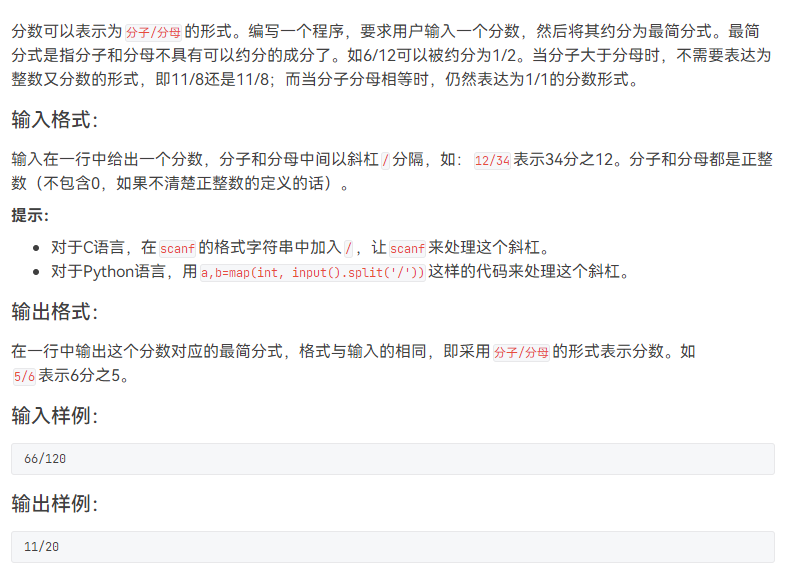 分数可以表示为分子/分母的形式。编写一个程序，要求用户输入一个分数，然后将其约分为最简分式。最简
分式是指分子和分母不具有可以约分的成分了。如6/12可以被约分为1/2。当分子大于分母时，不需要表达为
整数又分数的形式，即11/8还是11/8；而当分子分母相等时，仍然表达为1/1的分数形式。
输入格式：
输入在一行中给出一个分数，分子和分母中间以斜杠/分隔，如：12/34表示34分之12。分子和分母都是正整
数（不包含0，如果不清楚正整数的定义的话）。
提示：
• 对于C语言，在scanf的格式字符串中加入/，让scanf来处理这个斜杠。
• 对于Python语言，用a,b=map(int, input().split('/'))这样的代码来处理这个斜杠。
输出格式：
在一行中输出这个分数对应的最简分式，格式与输入的相同，即采用分子/分母的形式表示分数。如
5/6表示6分之5。
输入样例：
66/120
输出样例：
11/20